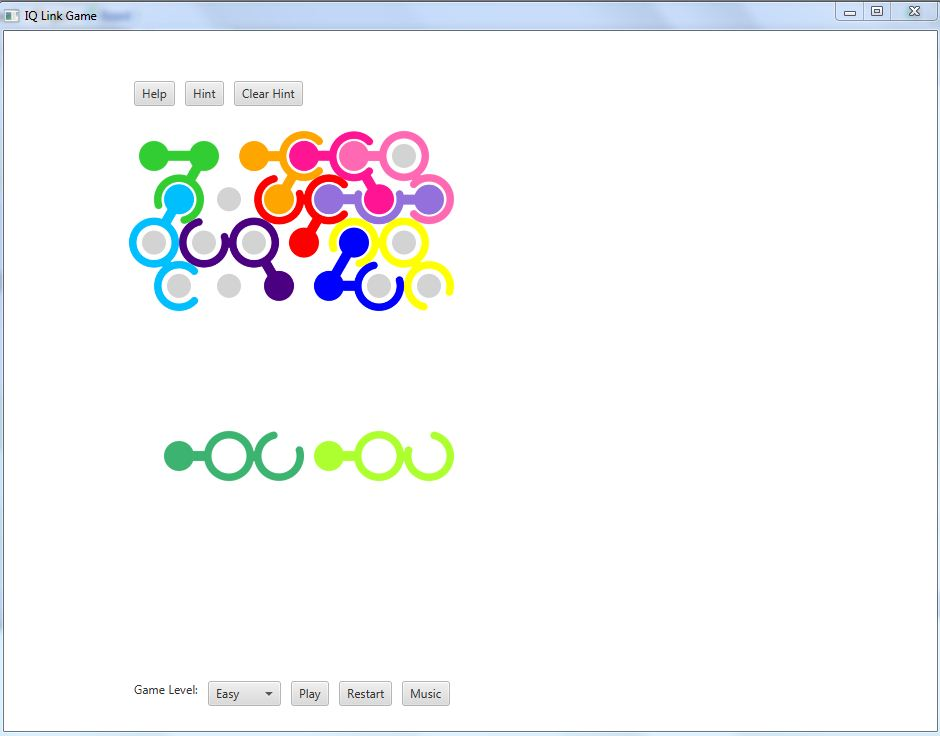 IQ Link Game
Help Hint Clear Hint
Game Level: Easy Play Restart Music